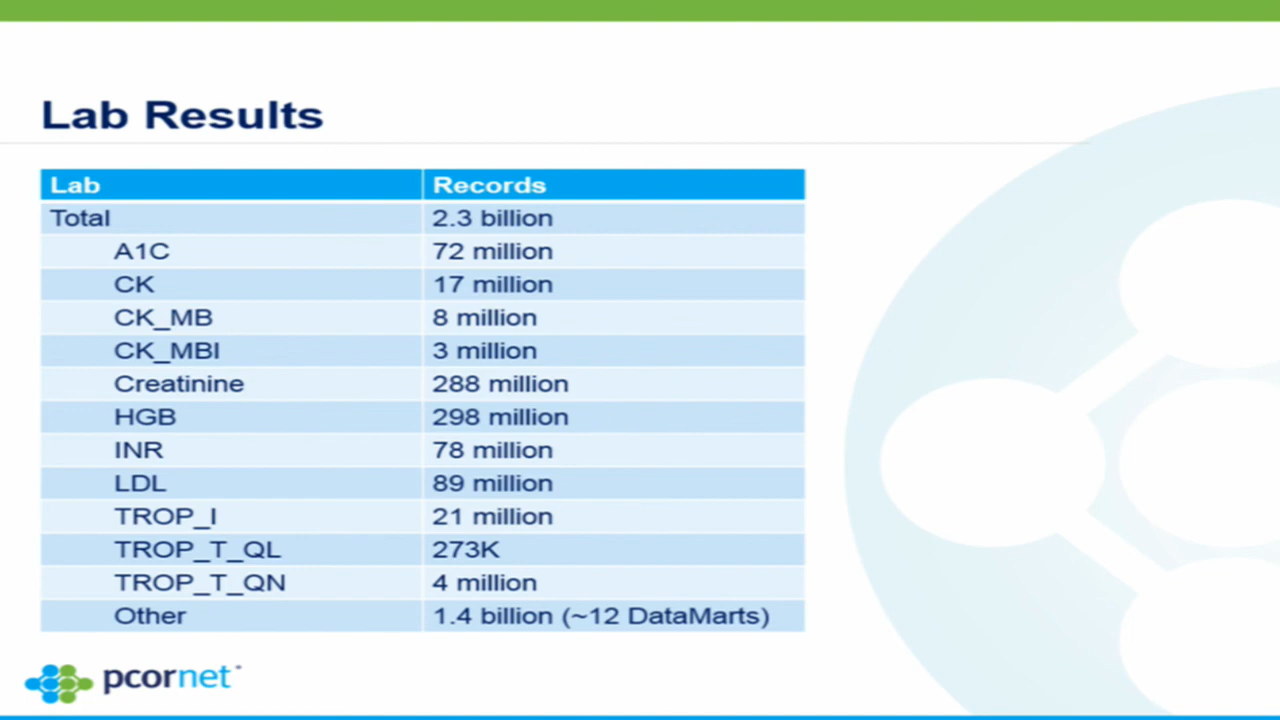 Lab Results
Lab Records
Total 2.3 billion
A1C 72 million
CK 17 million
CK_MB 8 million
CK_MBI 3 million
Creatinine 288 million
HGB 298 million
INR 78 million
LDL 89 million
TROP_I 21 million
TROP_T_QL 273K
TROP_T_QN 4 million
Other 1.4 billion (~12 DataMarts)
pcornet